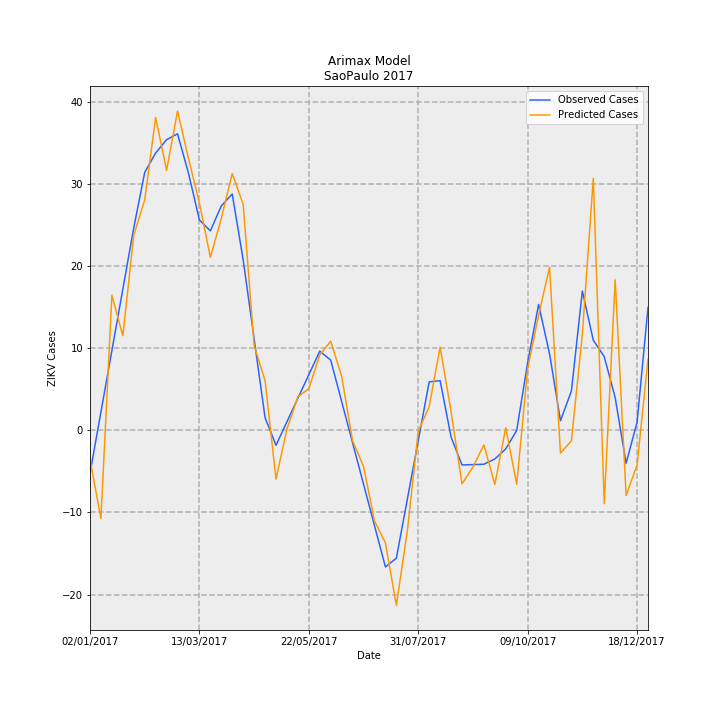 Arimax Model
SaoPaulo 2017
Observed Cases
Predicted Cases
ZIKV Cases
40
30
20
10
0
−10
−20
02/01/2017
13/03/2017
22/05/2017
31/07/2017
09/10/2017
18/12/2017
Date